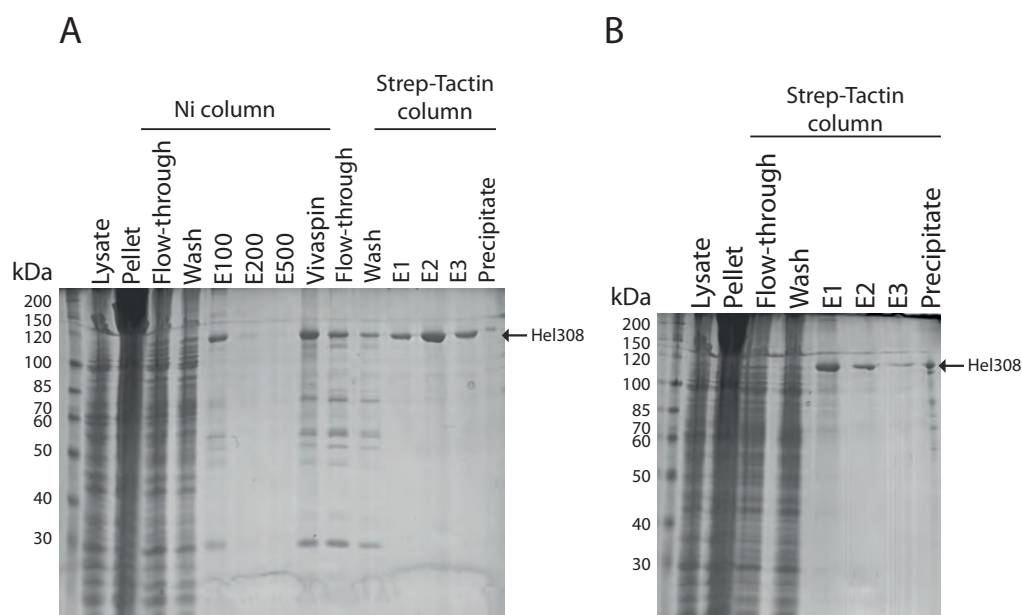 A
Ni column
Strep-Tactin
column
kDa
Lysate
Pellet
Flow-through
Wash
E100
E200
E500
Vivaspin
Flow-through
Wash
E1
E2
E3
Precipitate
200
150
120
100
85
70
60
50
40
30
Hel308
B
Strep-Tactin
column
kDa
Lysate
Pellet
Flow-through
Wash
E1
E2
E3
Precipitate
200
150
120
100
85
70
60
50
40
30
Hel308